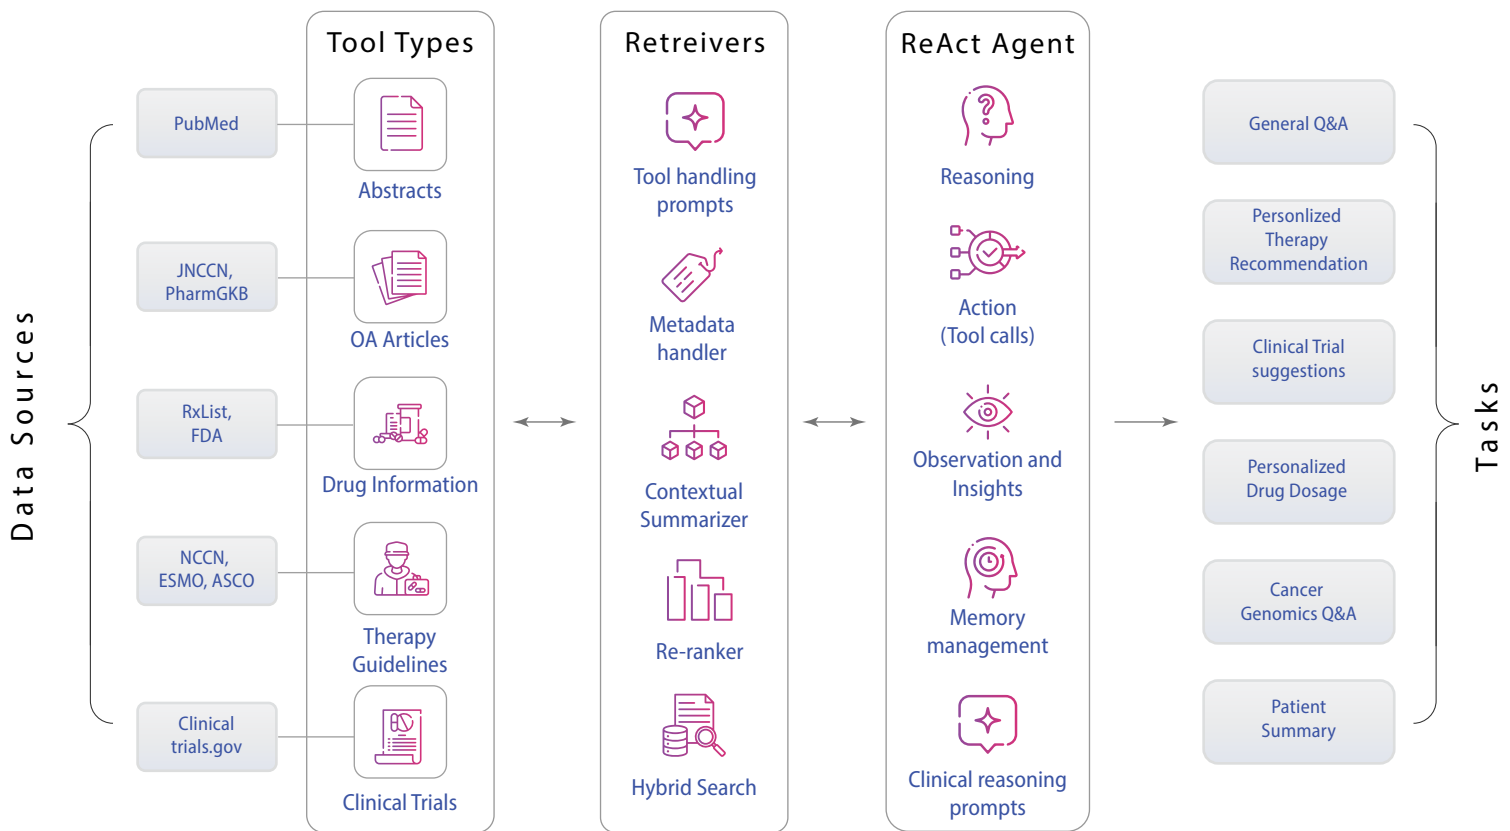 Data Sources
PubMed
JNCCN,
PharmGKB
RxList,
FDA
NCCN,
ESMO, ASCO
Clinical
trials.gov
Tool Types
Abstracts
OA Articles
Drug Information
Therapy
Guidelines
Clinical Trials
Retreivers
Tool handling
prompts
Metadata
handler
Contextual
Summarizer
Re-ranker
Hybrid Search
ReAct Agent
Reasoning
Action
(Tool calls)
Observation and
Insights
Memory
management
Clinical reasoning
prompts
General Q&A
Personlized
Therapy
Recommendation
Clinical Trial
suggestions
Personalized
Drug Dosage
Cancer
Genomics Q&A
Patient
Summary
Tasks